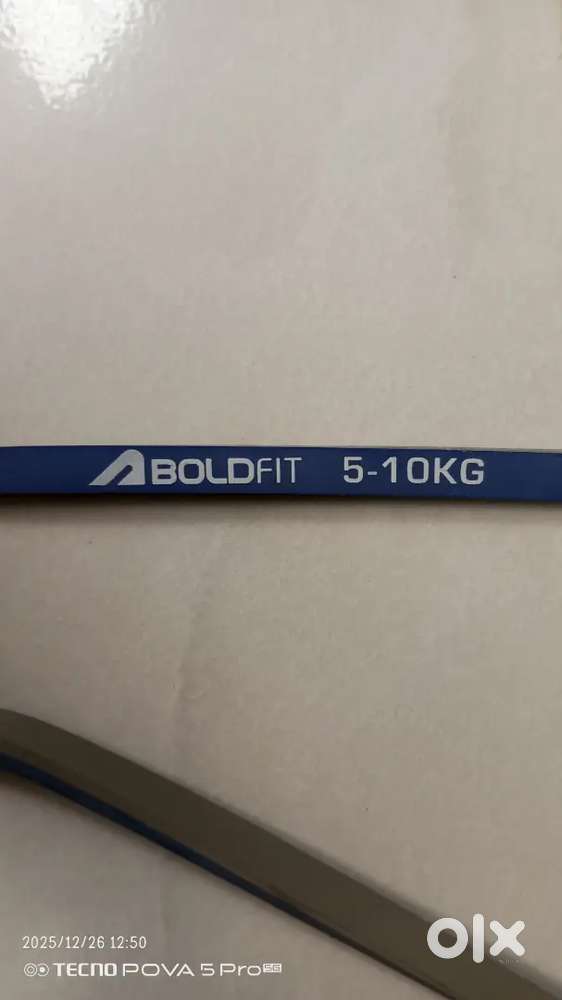 BOLDFIT 5-10KG
2025/12/26 12:50
TECNO POVA 5 Pro 5G
olx